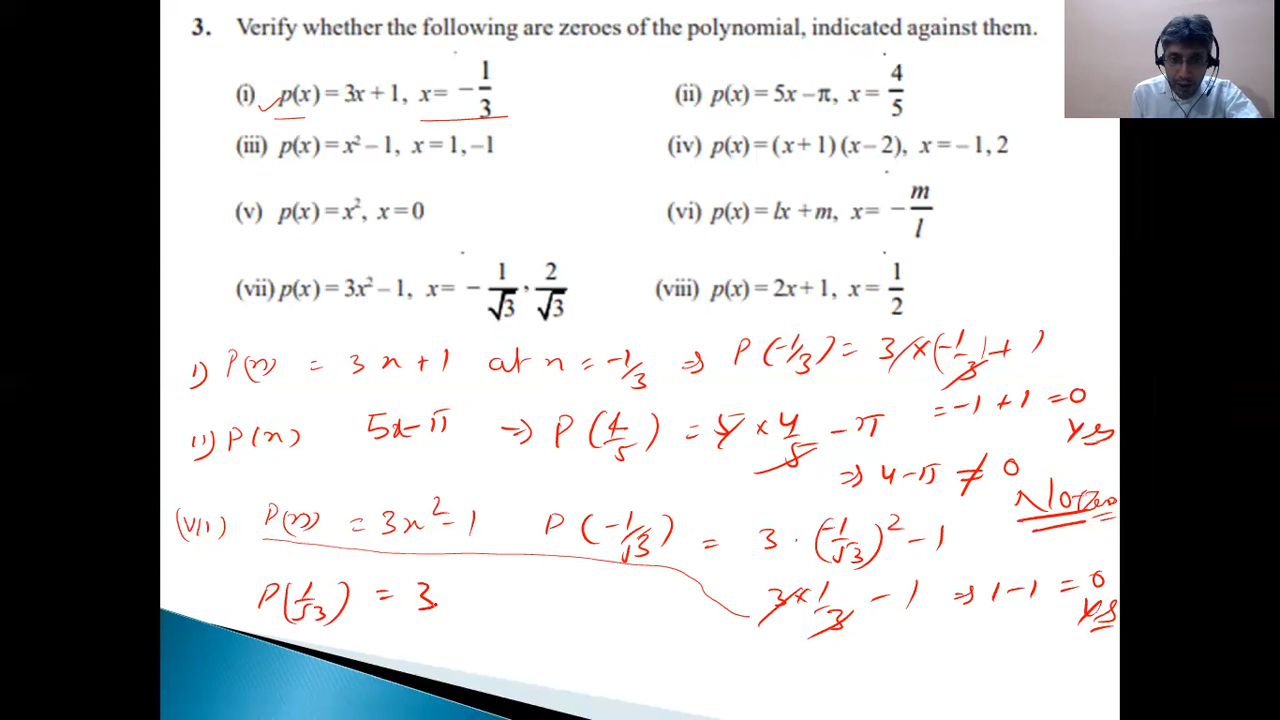 3. Verify whether the following are zeroes of the polynomial, indicated against them.
(i) p(x) = 3x + 1, x = −1/3 (ii) p(x) = 5x – π, x = 4/5
(iii) p(x) = x² – 1, x = 1, –1 (iv) p(x) = (x + 1) (x – 2), x = – 1, 2
(v) p(x) = x², x = 0 (vi) p(x) = lx + m, x = −m/l
(vii) p(x) = 3x² – 1, x = −1/√3, 2/√3 (viii) p(x) = 2x + 1, x = 1/2
i) P(x) = 3x + 1 at x = -1/3 ⇒ P(-1/3) = 3 × (-1/3) + 1
= -1 + 1 = 0
Yes
ii) P(x) 5x - π ⇒ P(4/5) = 5 × 4/5 - π
⇒ 4 - π ≠ 0
Not zero
(vii) P(x) = 3x² - 1 P(-1/√3) = 3 · (-1/√3)² - 1
3 × 1/3 - 1 ⇒ 1 - 1 = 0
Yes
P(1/√3) = 3